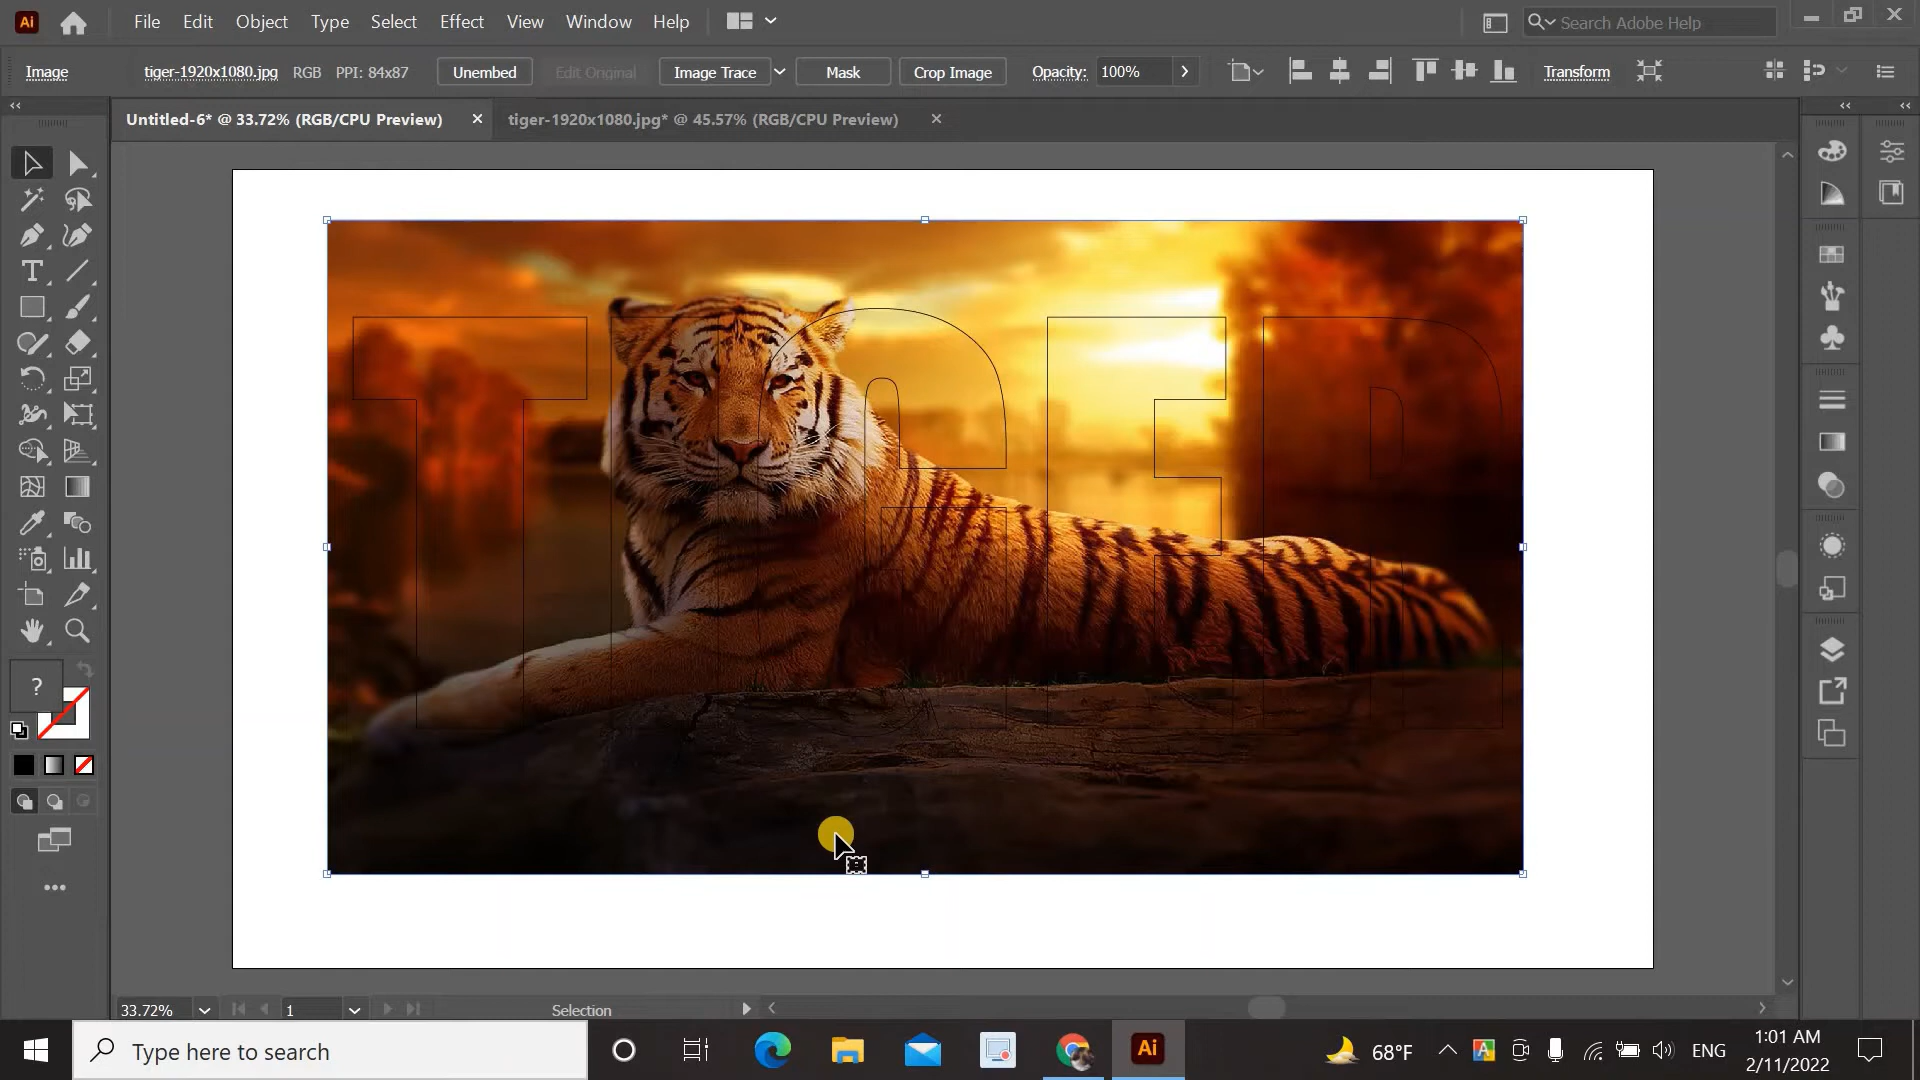 Ai File Edit Object Type Select Effect View Window Help Search Adobe Help
Image tiger-1920x1080.jpg RGB PPI: 84x87 Unembed Edit Original Image Trace Mask Crop Image Opacity: 100% Transform
Untitled-6* @ 33.72% (RGB/CPU Preview) tiger-1920x1080.jpg* @ 45.57% (RGB/CPU Preview)
TIGER
T
?
33.72% 1 Selection
Type here to search Ai 68°F A ENG 1:01 AM
2/11/2022